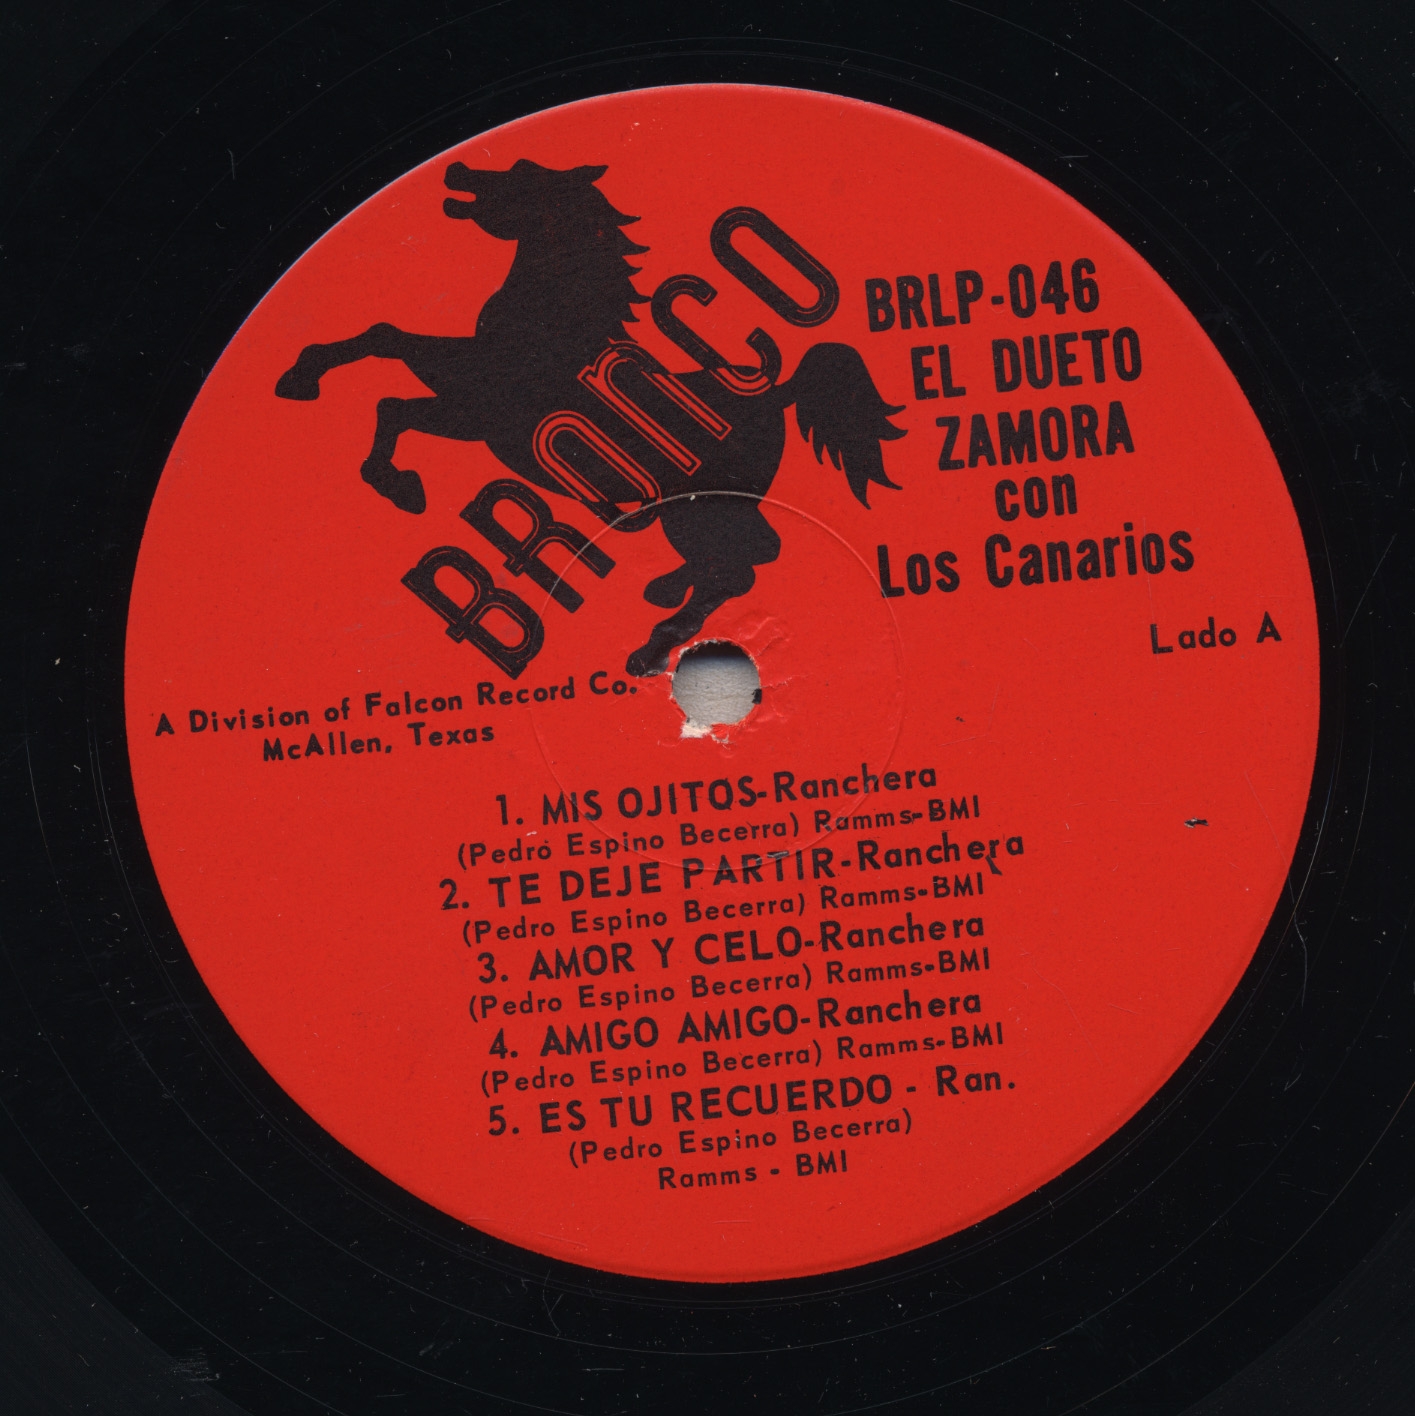 BRONCO
BRLP-046
EL DUETO
ZAMORA
con
Los Canarios
Lado A
A Division of Falcon Record Co.
McAllen, Texas
1. MIS OJITOS-Ranchera
(Pedro Espino Becerra) Ramms-BMI
2. TE DEJE PARTIR-Ranchera
(Pedro Espino Becerra) Ramms-BMI
3. AMOR Y CELO-Ranchera
(Pedro Espino Becerra) Ramms-BMI
4. AMIGO AMIGO-Ranchera
(Pedro Espino Becerra) Ramms-BMI
5. ES TU RECUERDO - Ran.
(Pedro Espino Becerra)
Ramms - BMI